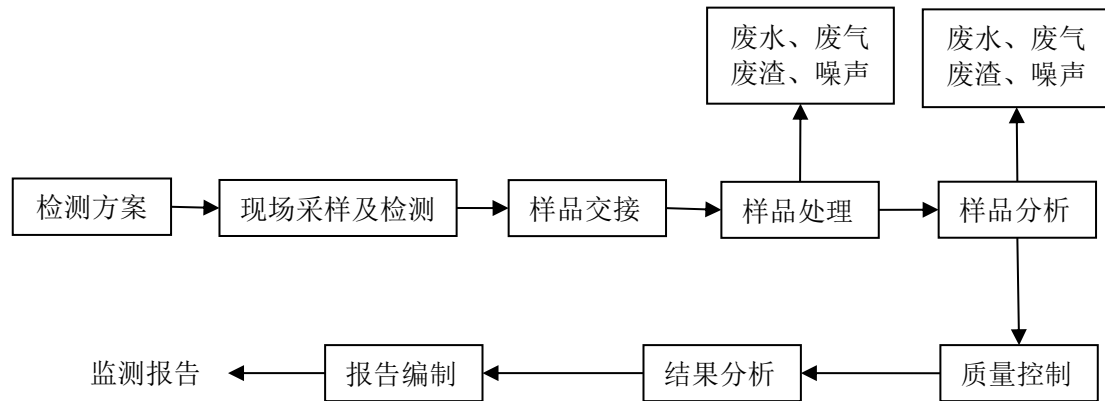 废水、废气
废渣、噪声
废水、废气
废渣、噪声
检测方案
现场采样及检测
样品交接
样品处理
样品分析
监测报告
报告编制
结果分析
质量控制